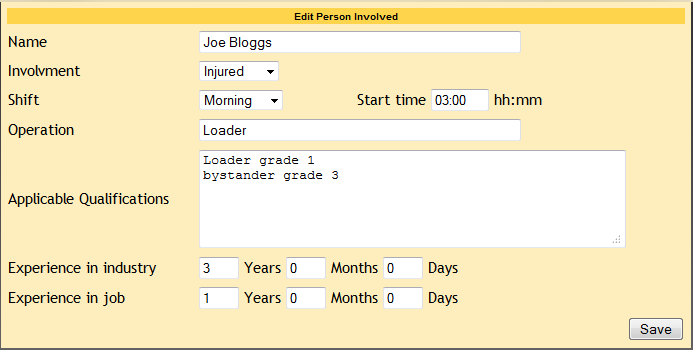 Edit Person Involved
Name Joe Bloggs
Involvment Injured
Shift Morning Start time 03:00 hh:mm
Operation Loader
Applicable Qualifications
Loader grade 1
bystander grade 3
Experience in industry 3 Years 0 Months 0 Days
Experience in job 1 Years 0 Months 0 Days
Save